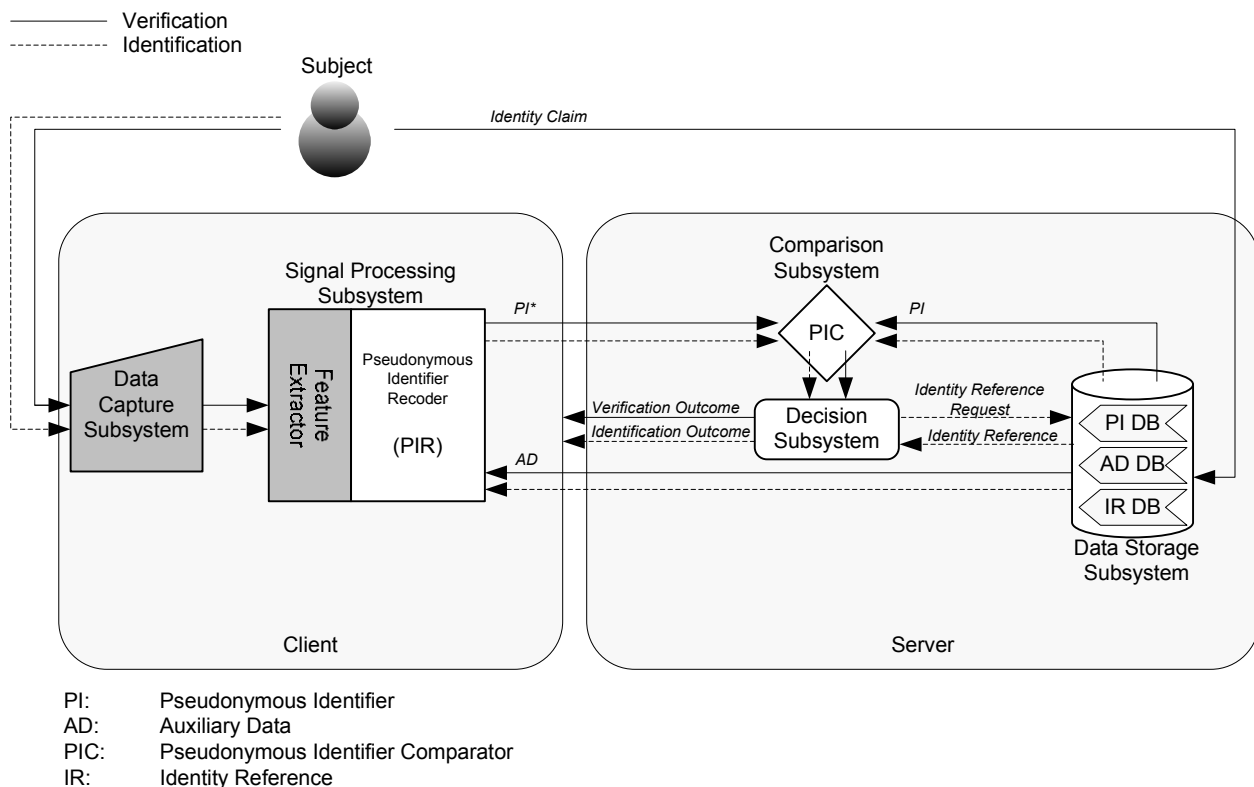 Verification
Identification
Subject
Identity Claim
Signal Processing
Subsystem
Comparison
Subsystem
PI*
PI
PIC
Data
Capture
Subsystem
Feature
Extractor
Pseudonymous
Identifier
Recoder
(PIR)
Verification Outcome
Identification Outcome
Decision
Subsystem
Identity Reference
Request
Identity Reference
AD
PI DB
AD DB
IR DB
Data Storage
Subsystem
Client
Server
PI: Pseudonymous Identifier
AD: Auxiliary Data
PIC: Pseudonymous Identifier Comparator
IR: Identity Reference